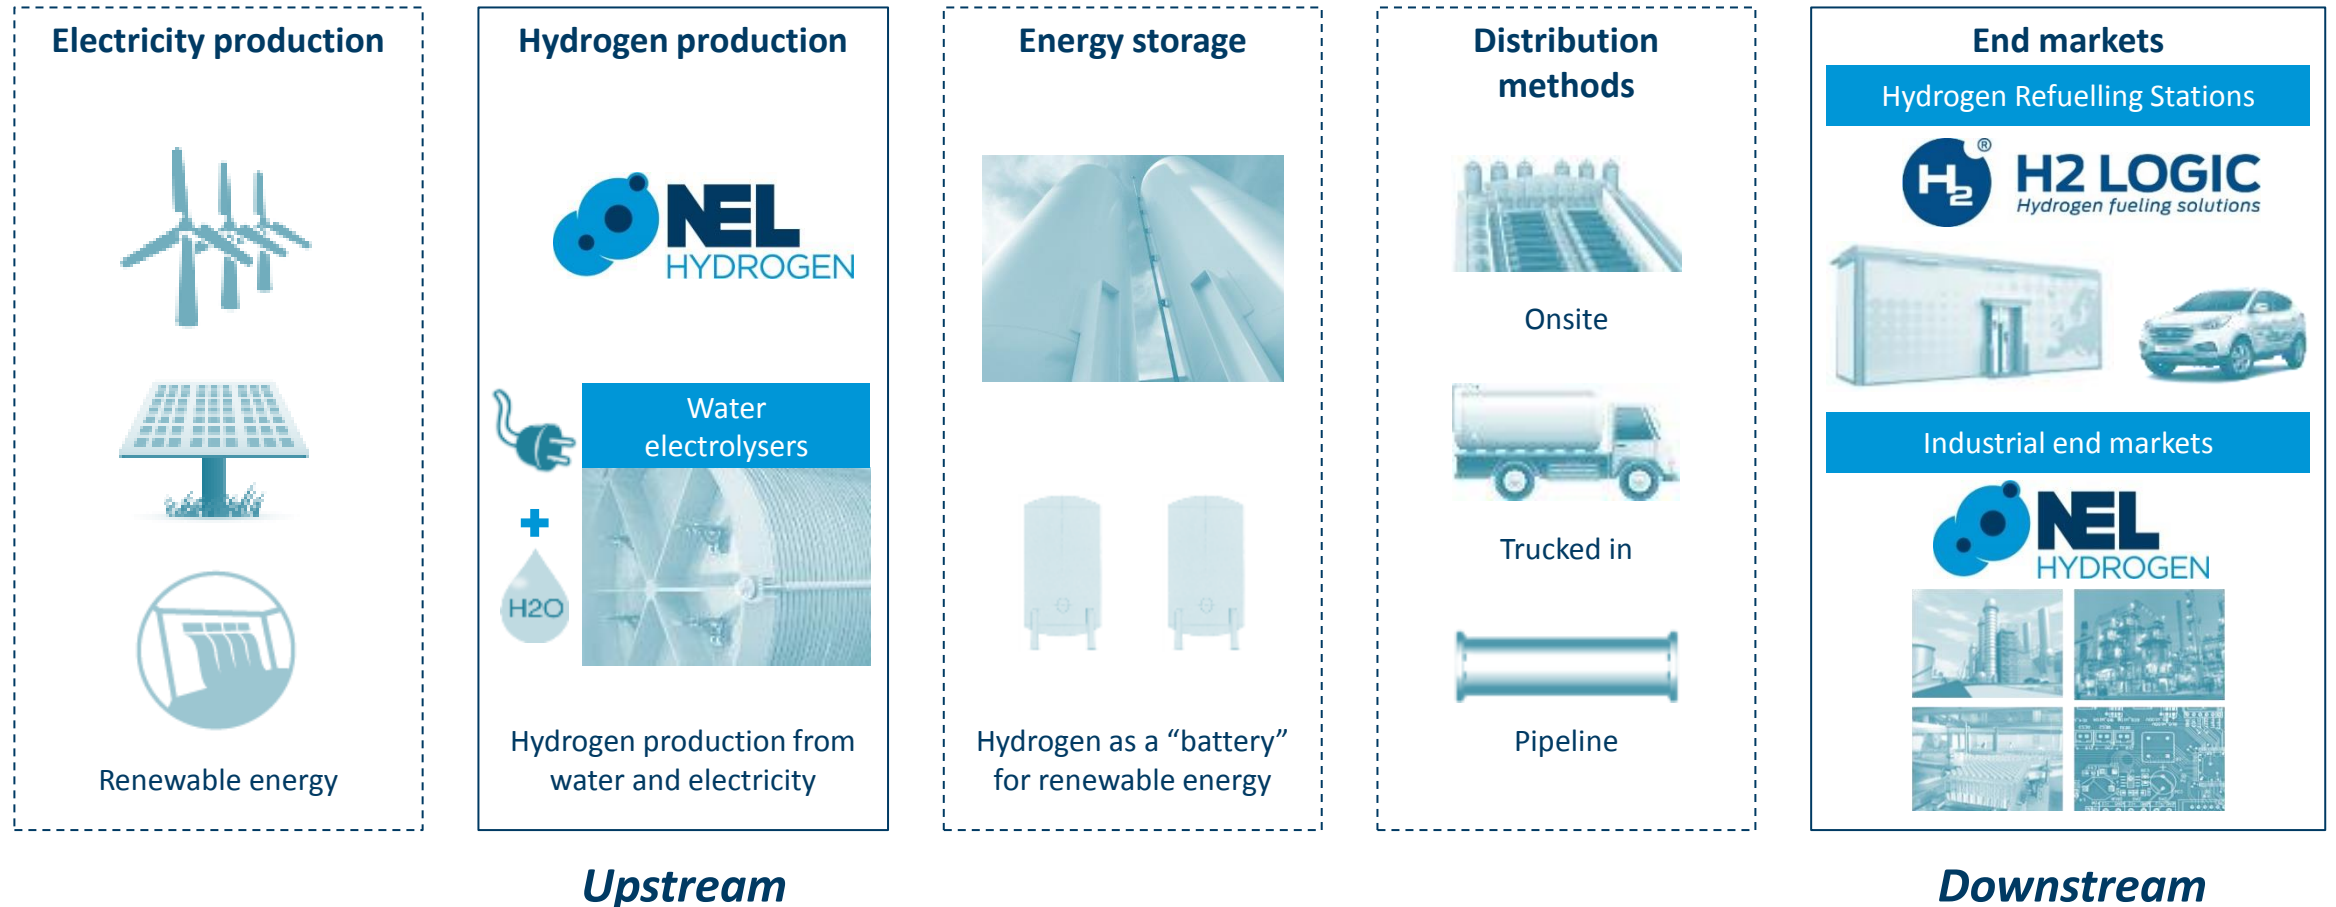 Electricity production
Renewable energy
Hydrogen production
NEL
HYDROGEN
Water
electrolysers
H2O
Hydrogen production from
water and electricity
Energy storage
Hydrogen as a “battery”
for renewable energy
Distribution
methods
Onsite
Trucked in
Pipeline
End markets
Hydrogen Refuelling Stations
H2
®
H2 LOGIC
Hydrogen fueling solutions
Industrial end markets
NEL
HYDROGEN
Upstream
Downstream